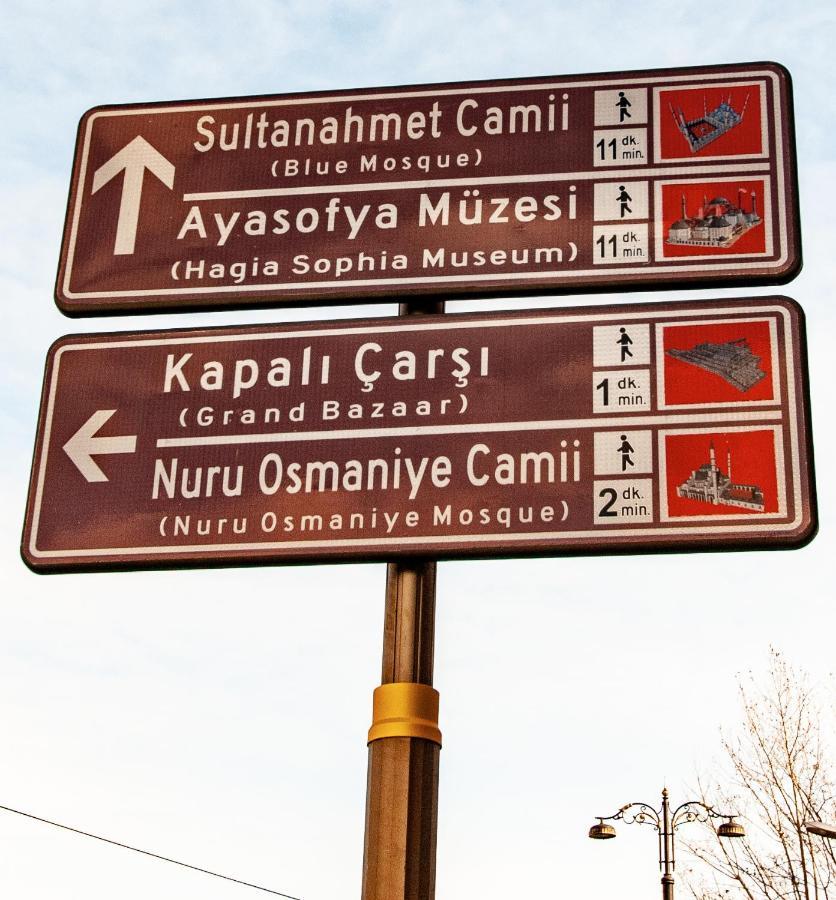 Sultanahmet Camii
(Blue Mosque)
11 dk. min.
Ayasofya Müzesi
(Hagia Sophia Museum)
11 dk. min.
Kapalı Çarşı
(Grand Bazaar)
1 dk. min.
Nuru Osmaniye Camii
(Nuru Osmaniye Mosque)
2 dk. min.